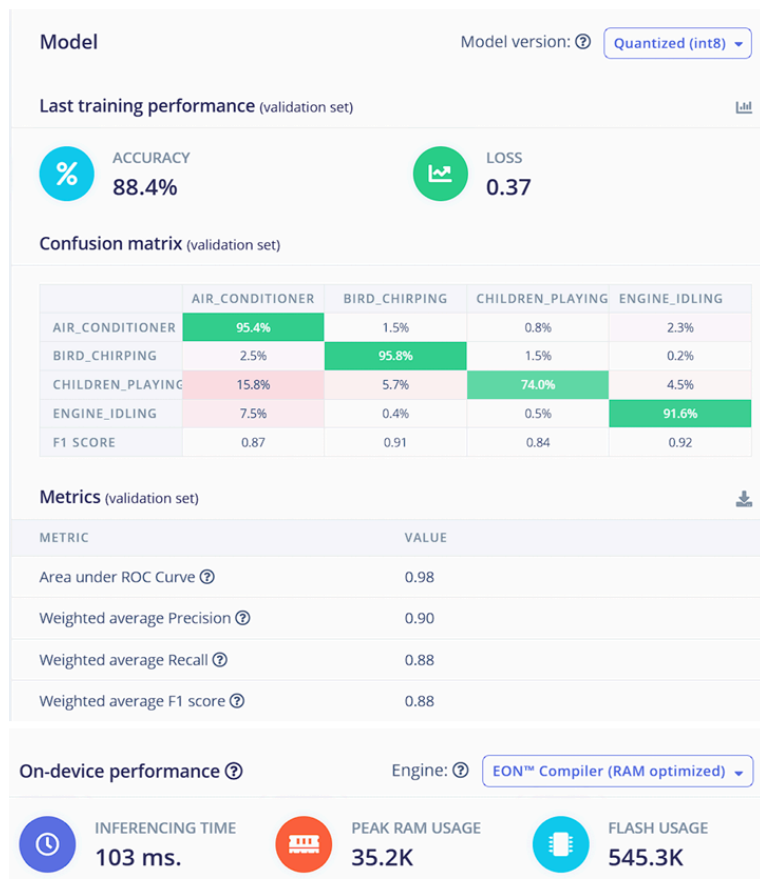 Model Model version: Quantized (int8)
Last training performance (validation set)
% ACCURACY LOSS
88.4% 0.37
Confusion matrix (validation set)
AIR_CONDITIONER BIRD_CHIRPING CHILDREN_PLAYING ENGINE_IDLING
AIR_CONDITIONER 95.4% 1.5% 0.8% 2.3%
BIRD_CHIRPING 2.5% 95.8% 1.5% 0.2%
CHILDREN_PLAYING 15.8% 5.7% 74.0% 4.5%
ENGINE_IDLING 7.5% 0.4% 0.5% 91.6%
F1 SCORE 0.87 0.91 0.84 0.92
Metrics (validation set)
METRIC VALUE
Area under ROC Curve ? 0.98
Weighted average Precision ? 0.90
Weighted average Recall ? 0.88
Weighted average F1 score ? 0.88
On-device performance ? Engine: ? EON™ Compiler (RAM optimized)
INFERENCING TIME PEAK RAM USAGE FLASH USAGE
103 ms. 35.2K 545.3K